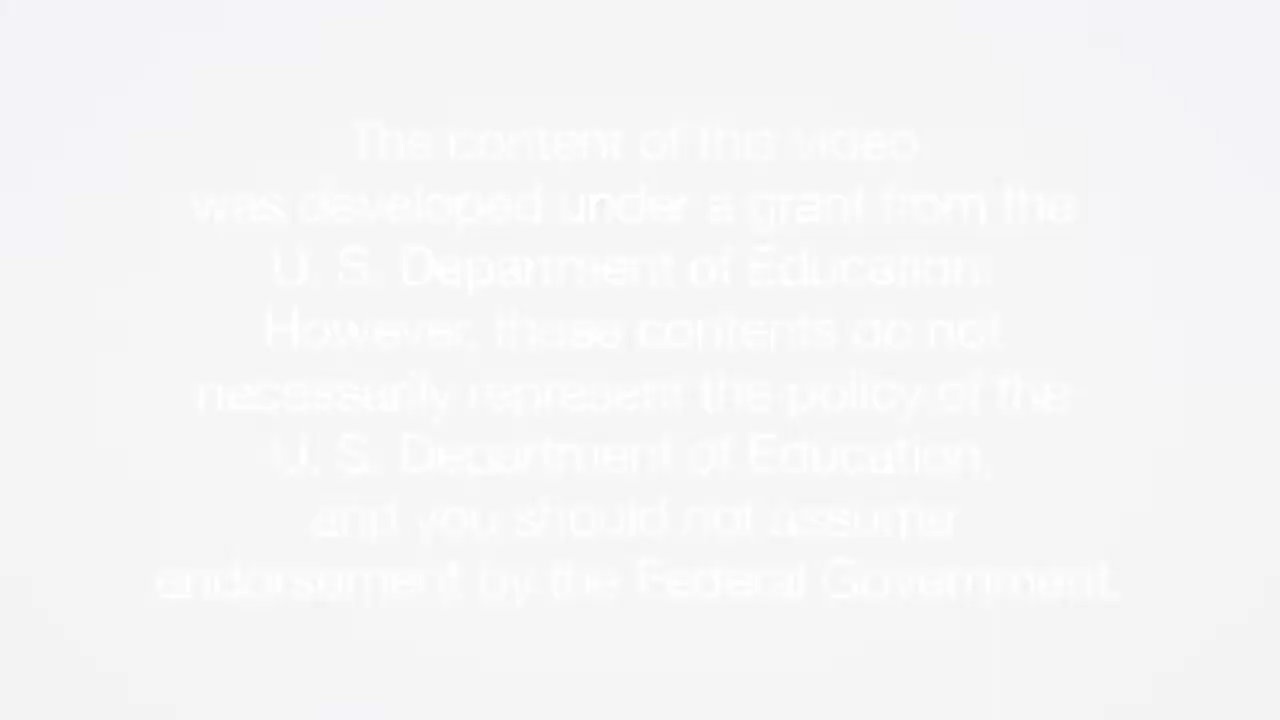 The content of this video
was developed under a grant from the
U. S. Department of Education.
However, those contents do not
necessarily represent the policy of the
U. S. Department of Education,
and you should not assume
endorsement by the Federal Government.